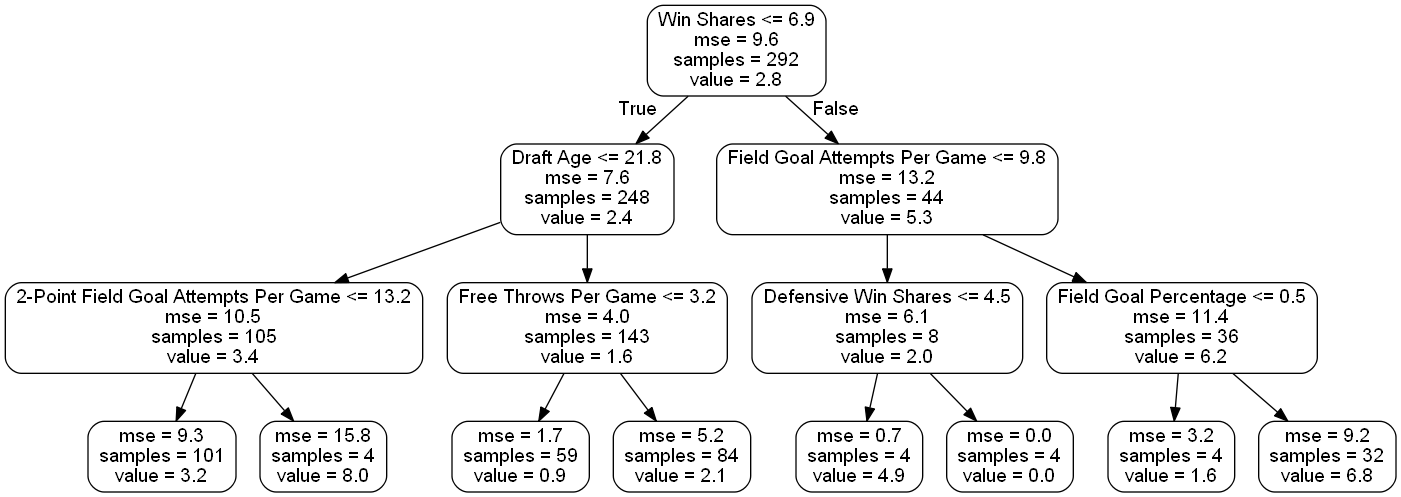 Win Shares <= 6.9
mse = 9.6
samples = 292
value = 2.8
True
False
Draft Age <= 21.8
mse = 7.6
samples = 248
value = 2.4
Field Goal Attempts Per Game <= 9.8
mse = 13.2
samples = 44
value = 5.3
2-Point Field Goal Attempts Per Game <= 13.2
mse = 10.5
samples = 105
value = 3.4
Free Throws Per Game <= 3.2
mse = 4.0
samples = 143
value = 1.6
Defensive Win Shares <= 4.5
mse = 6.1
samples = 8
value = 2.0
Field Goal Percentage <= 0.5
mse = 11.4
samples = 36
value = 6.2
mse = 9.3
samples = 101
value = 3.2
mse = 15.8
samples = 4
value = 8.0
mse = 1.7
samples = 59
value = 0.9
mse = 5.2
samples = 84
value = 2.1
mse = 0.7
samples = 4
value = 4.9
mse = 0.0
samples = 4
value = 0.0
mse = 3.2
samples = 4
value = 1.6
mse = 9.2
samples = 32
value = 6.8